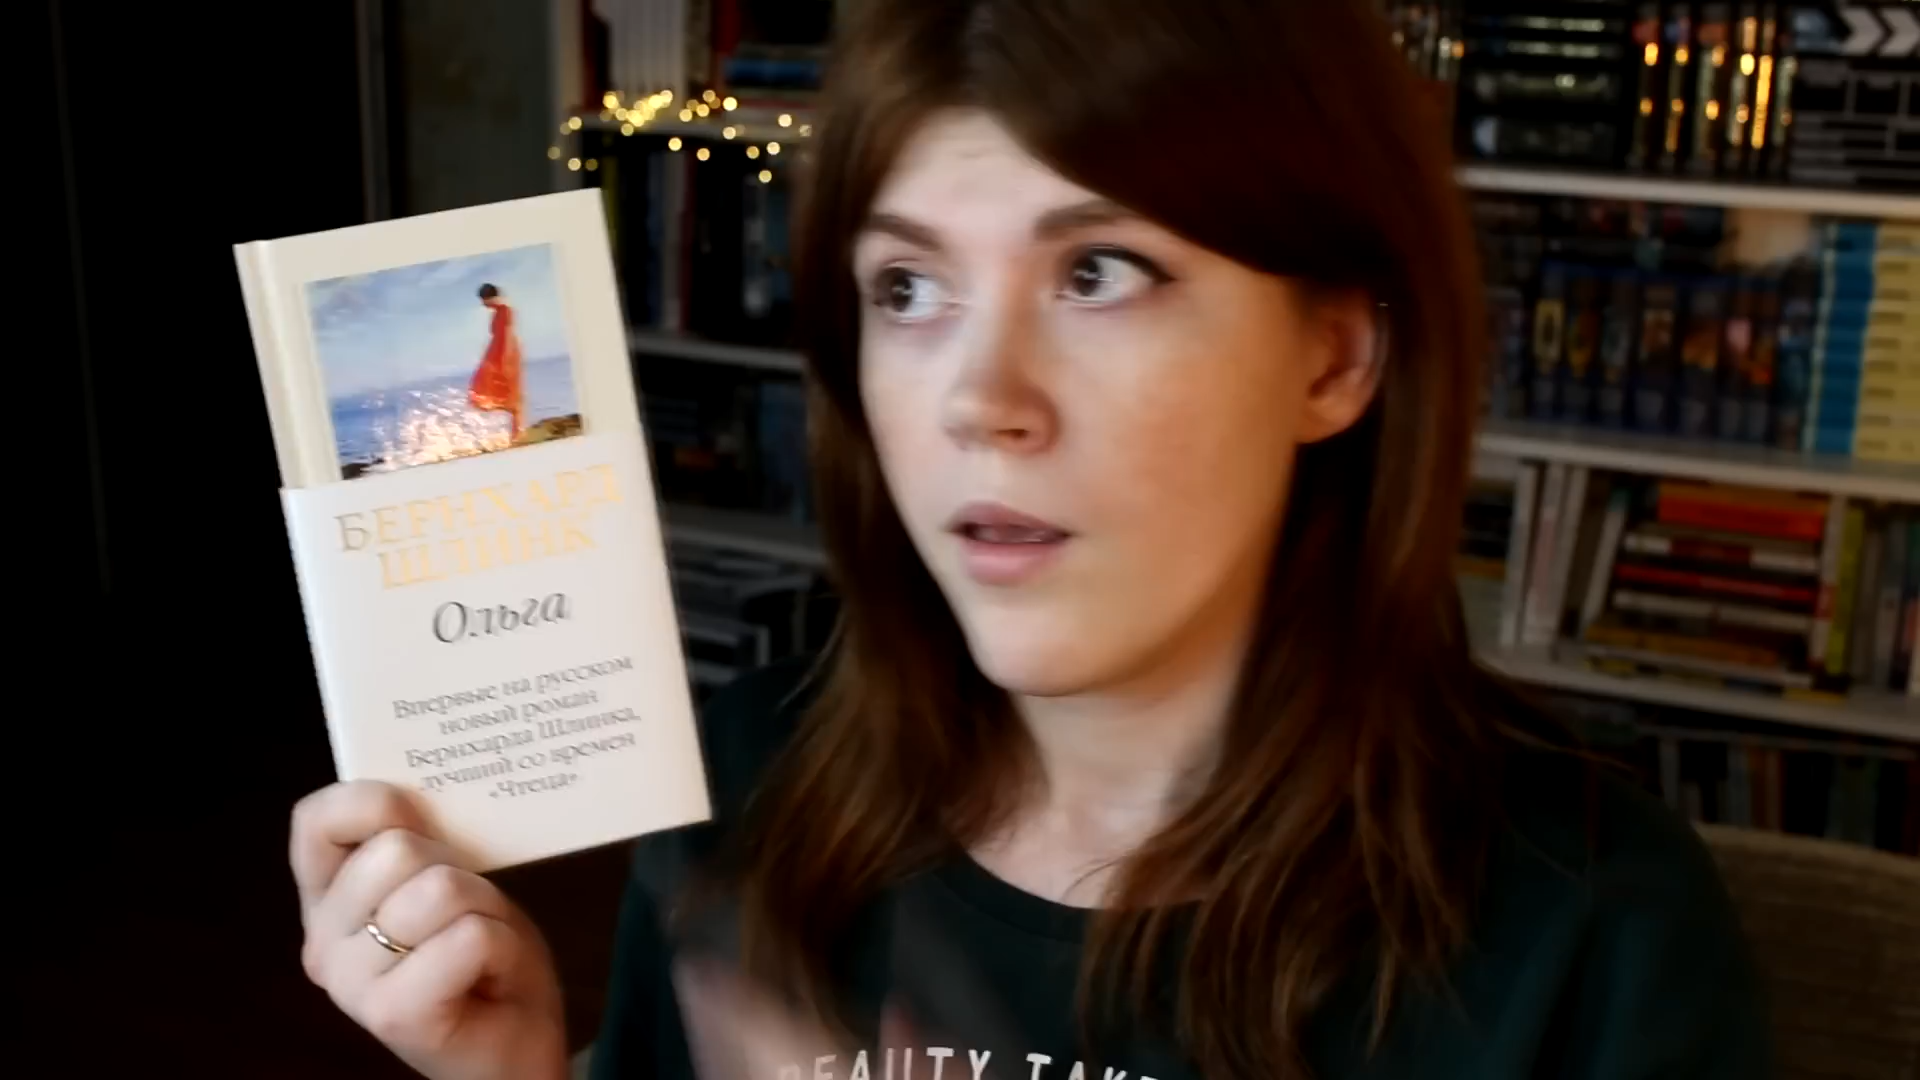 БЕРНХАРД
ШЛИНК
Ольга
Впервые на русском
новый роман
Бернхарда Шлинка,
лучший со времен
«Чтеца»
BEAUTY TAKE